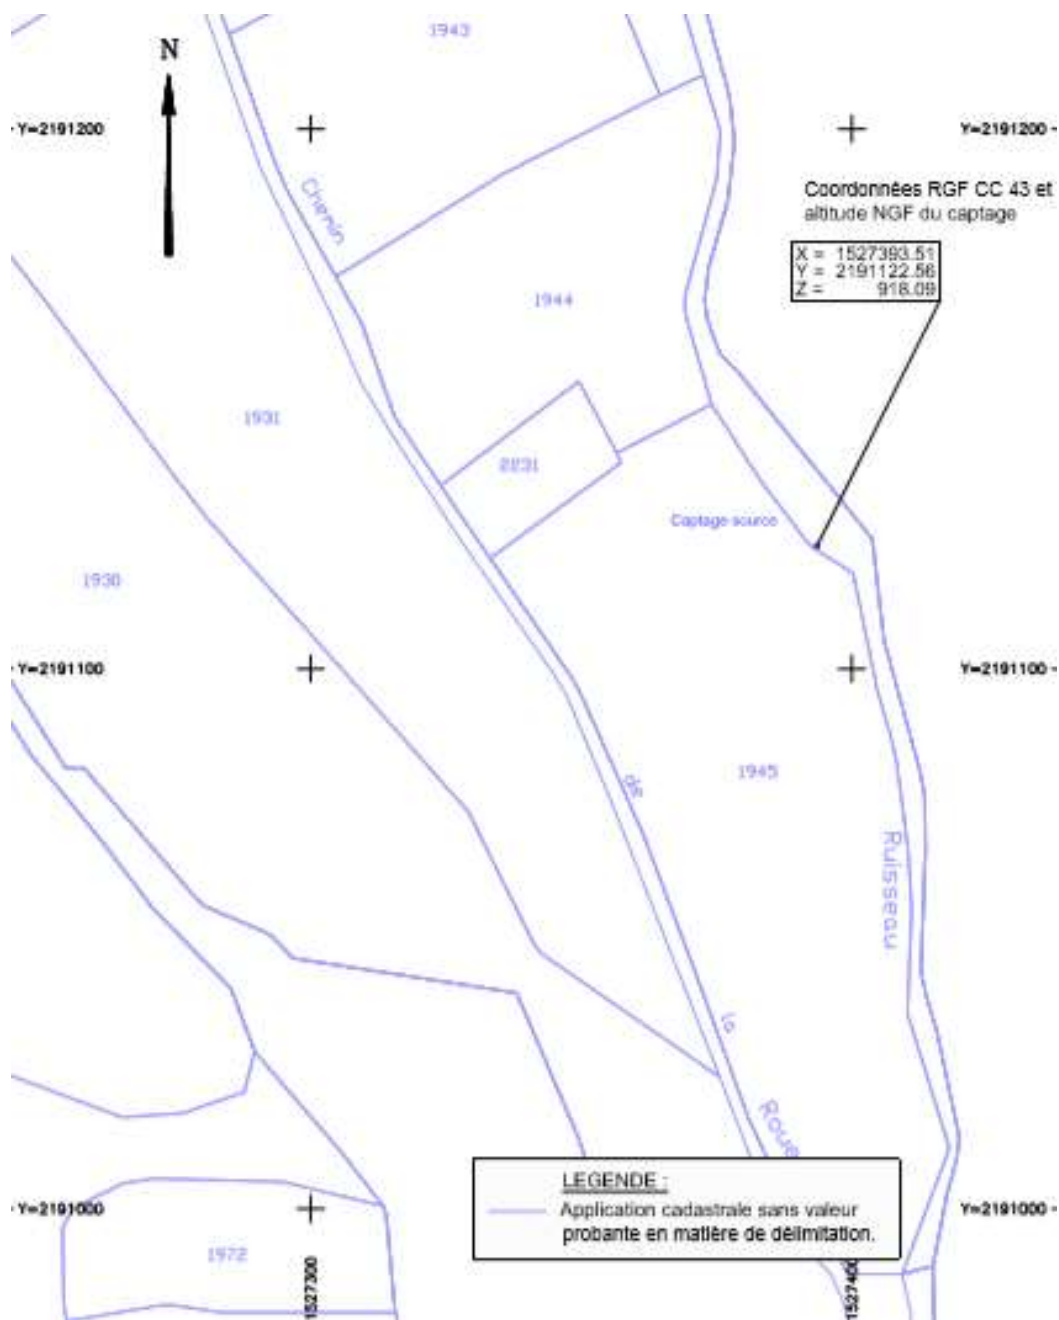 1943
N
Y=2191200
Y=2191200
Chemin
Coordonnées RGF CC 43 et
altitude NGF du captage
X = 1527393.51
Y = 2191122.56
Z = 918.09
1944
1931
2231
Captage source
1930
Y=2191100
Y=2191100
de
1945
Ruisseau
la
Roue
LEGENDE :
Application cadastrale sans valeur
probante en matière de délimitation.
Y=2191000
Y=2191000
1972
1527300
1527400